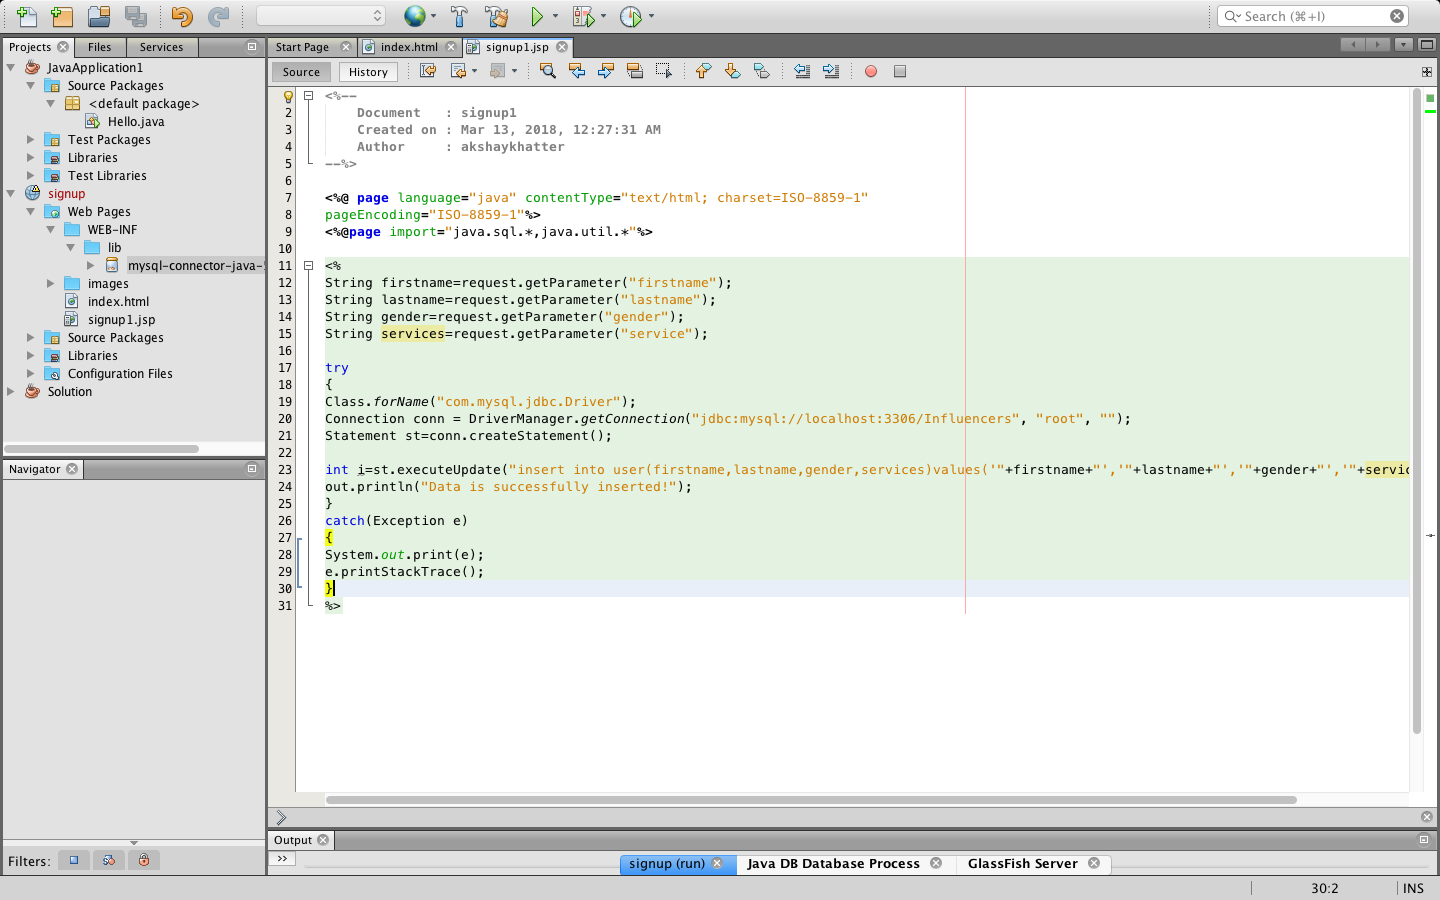 Search (⌘+I)
Projects Files Services
Start Page index.html signup1.jsp
Source History
JavaApplication1
Source Packages
<default package>
Hello.java
Test Packages
Libraries
Test Libraries
signup
Web Pages
WEB-INF
lib
mysql-connector-java-
images
index.html
signup1.jsp
Source Packages
Libraries
Configuration Files
Solution
Navigator
Filters:
<%--
2 Document : signup1
3 Created on : Mar 13, 2018, 12:27:31 AM
4 Author : akshaykhatter
5 --%>
6
7 <%@ page language="java" contentType="text/html; charset=ISO-8859-1"
8 pageEncoding="ISO-8859-1"%>
9 <%@page import="java.sql.*,java.util.*"%>
10
11 <%
12 String firstname=request.getParameter("firstname");
13 String lastname=request.getParameter("lastname");
14 String gender=request.getParameter("gender");
15 String services=request.getParameter("service");
16
17 try
18 {
19 Class.forName("com.mysql.jdbc.Driver");
20 Connection conn = DriverManager.getConnection("jdbc:mysql://localhost:3306/Influencers", "root", "");
21 Statement st=conn.createStatement();
22
23 int i=st.executeUpdate("insert into user(firstname,lastname,gender,services)values('"+firstname+"','"+lastname+"','"+gender+"','"+servic
24 out.println("Data is successfully inserted!");
25 }
26 catch(Exception e)
27 {
28 System.out.print(e);
29 e.printStackTrace();
30 }
31 %>
Output
signup (run) Java DB Database Process GlassFish Server
30:2 INS